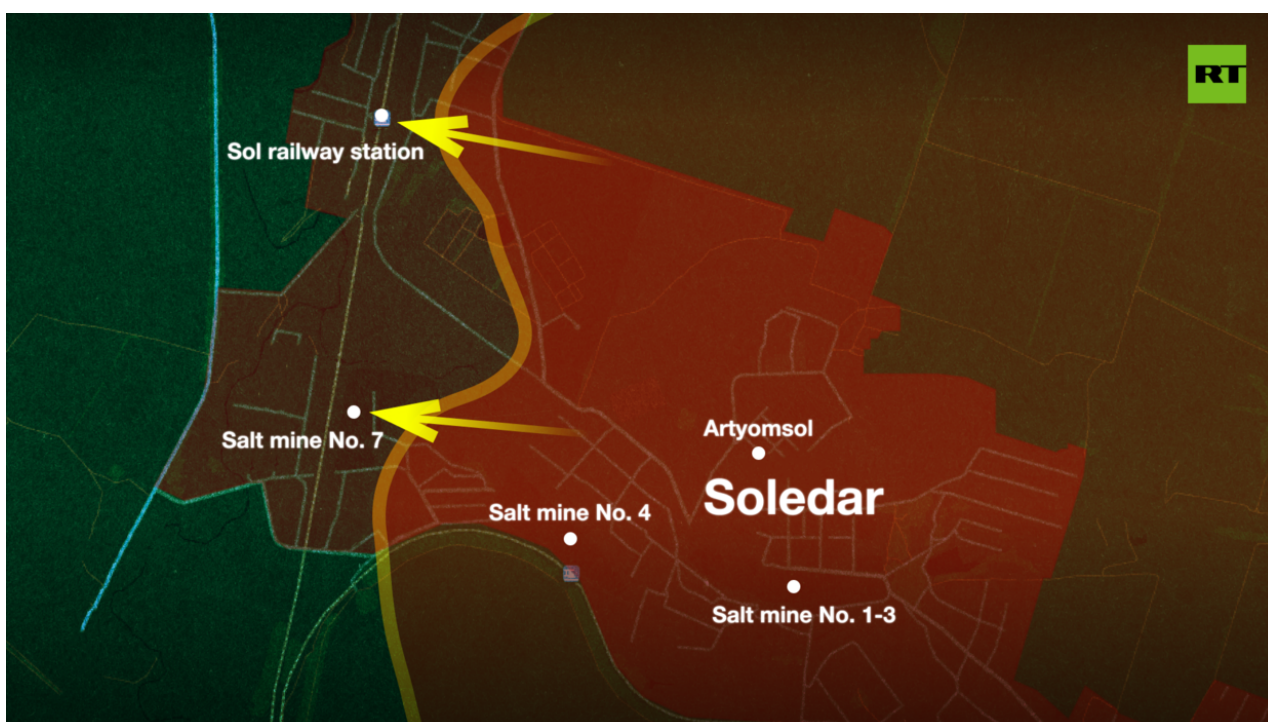 RT
Sol railway station
Artyomsol
Salt mine No. 7
Soledar
Salt mine No. 4
Salt mine No. 1-3